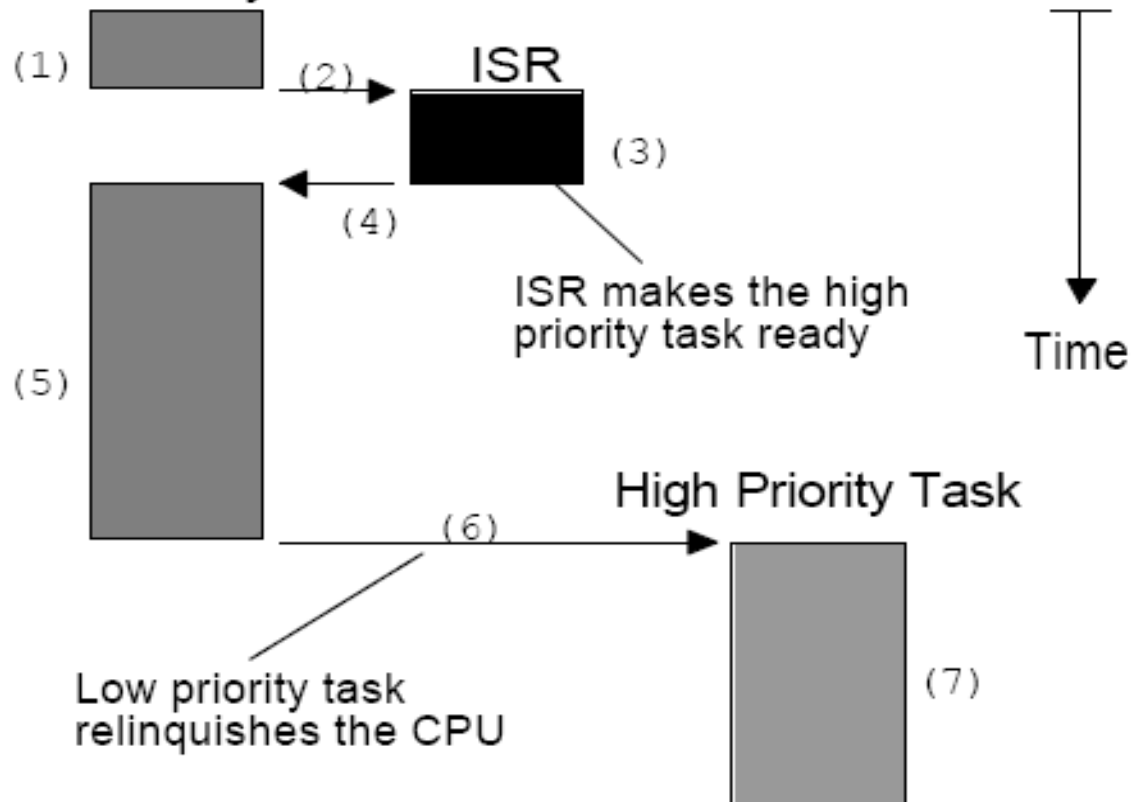 (1)
(2)
ISR
(3)
(4)
ISR makes the high
priority task ready
Time
(5)
High Priority Task
(6)
Low priority task
relinquishes the CPU
(7)